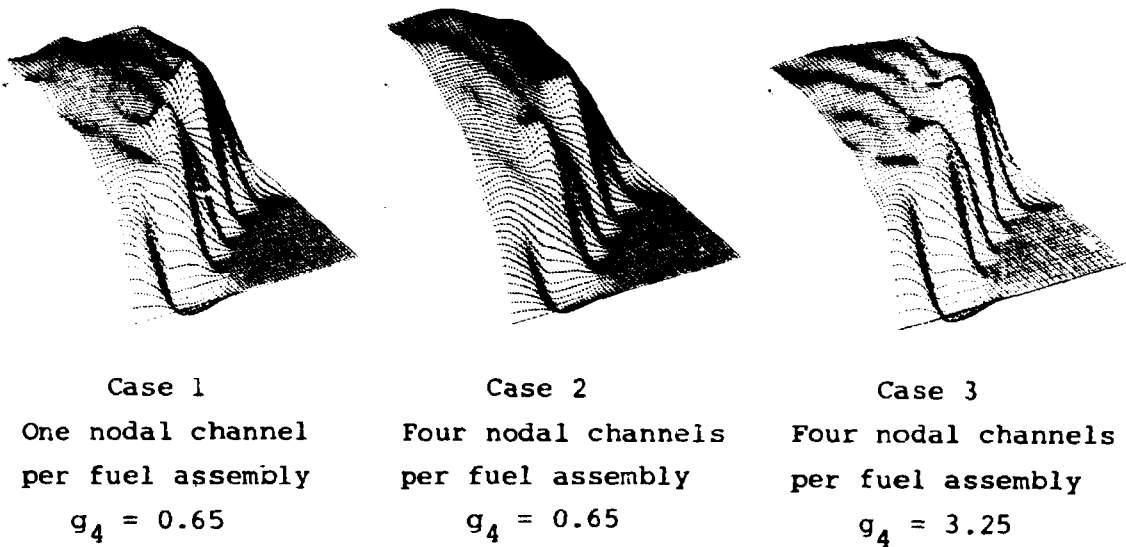 Case 1
One nodal channel
per fuel assembly
g₄ = 0.65
Case 2
Four nodal channels
per fuel assembly
g₄ = 0.65
Case 3
Four nodal channels
per fuel assembly
g₄ = 3.25